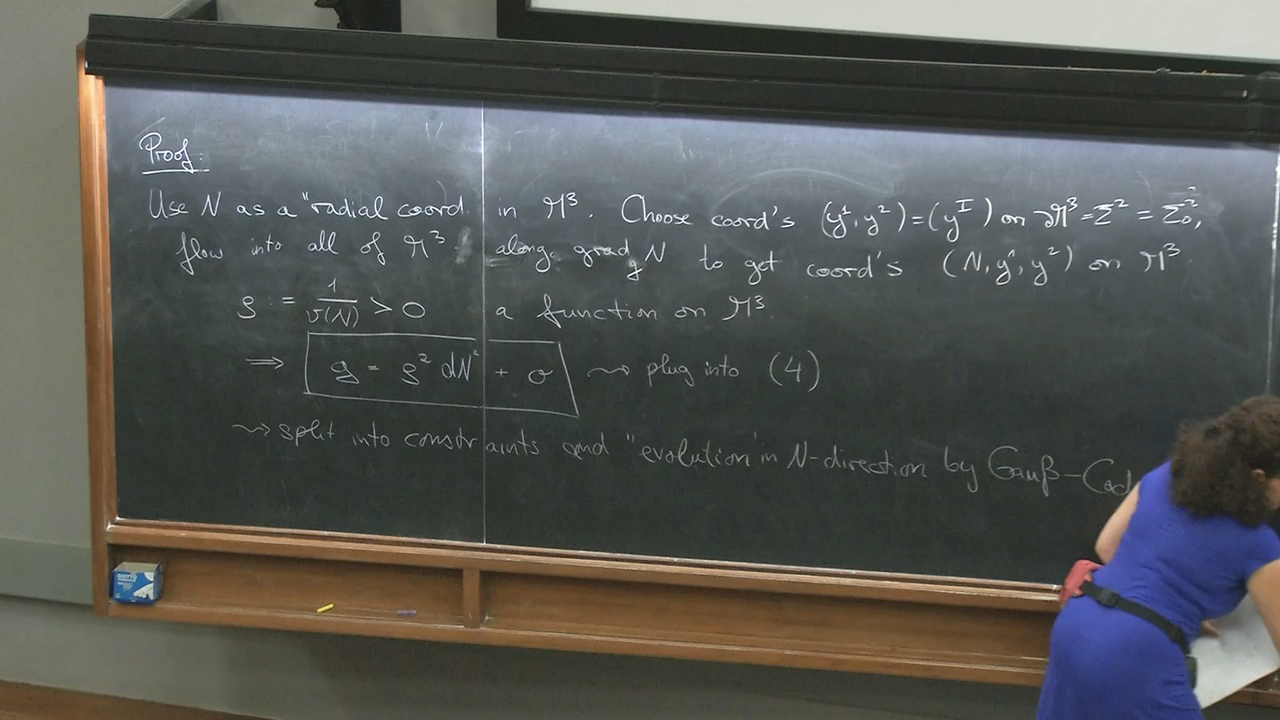 Proof:
Use N as a "radial coord in M³. Choose coord's (y¹, y²) = (y^I) on ∂M³ = Σ² = Σ₀²,
flow into all of M³ along grad_g N to get coord's (N, y¹, y²) on M³
ρ := 1/ν(N) > 0 a function on M³.
⟹ g = ρ² dN² + σ ⇝ plug into (4)
⇝ split into constraints and "evolution" in N-direction by Gauß-Cod